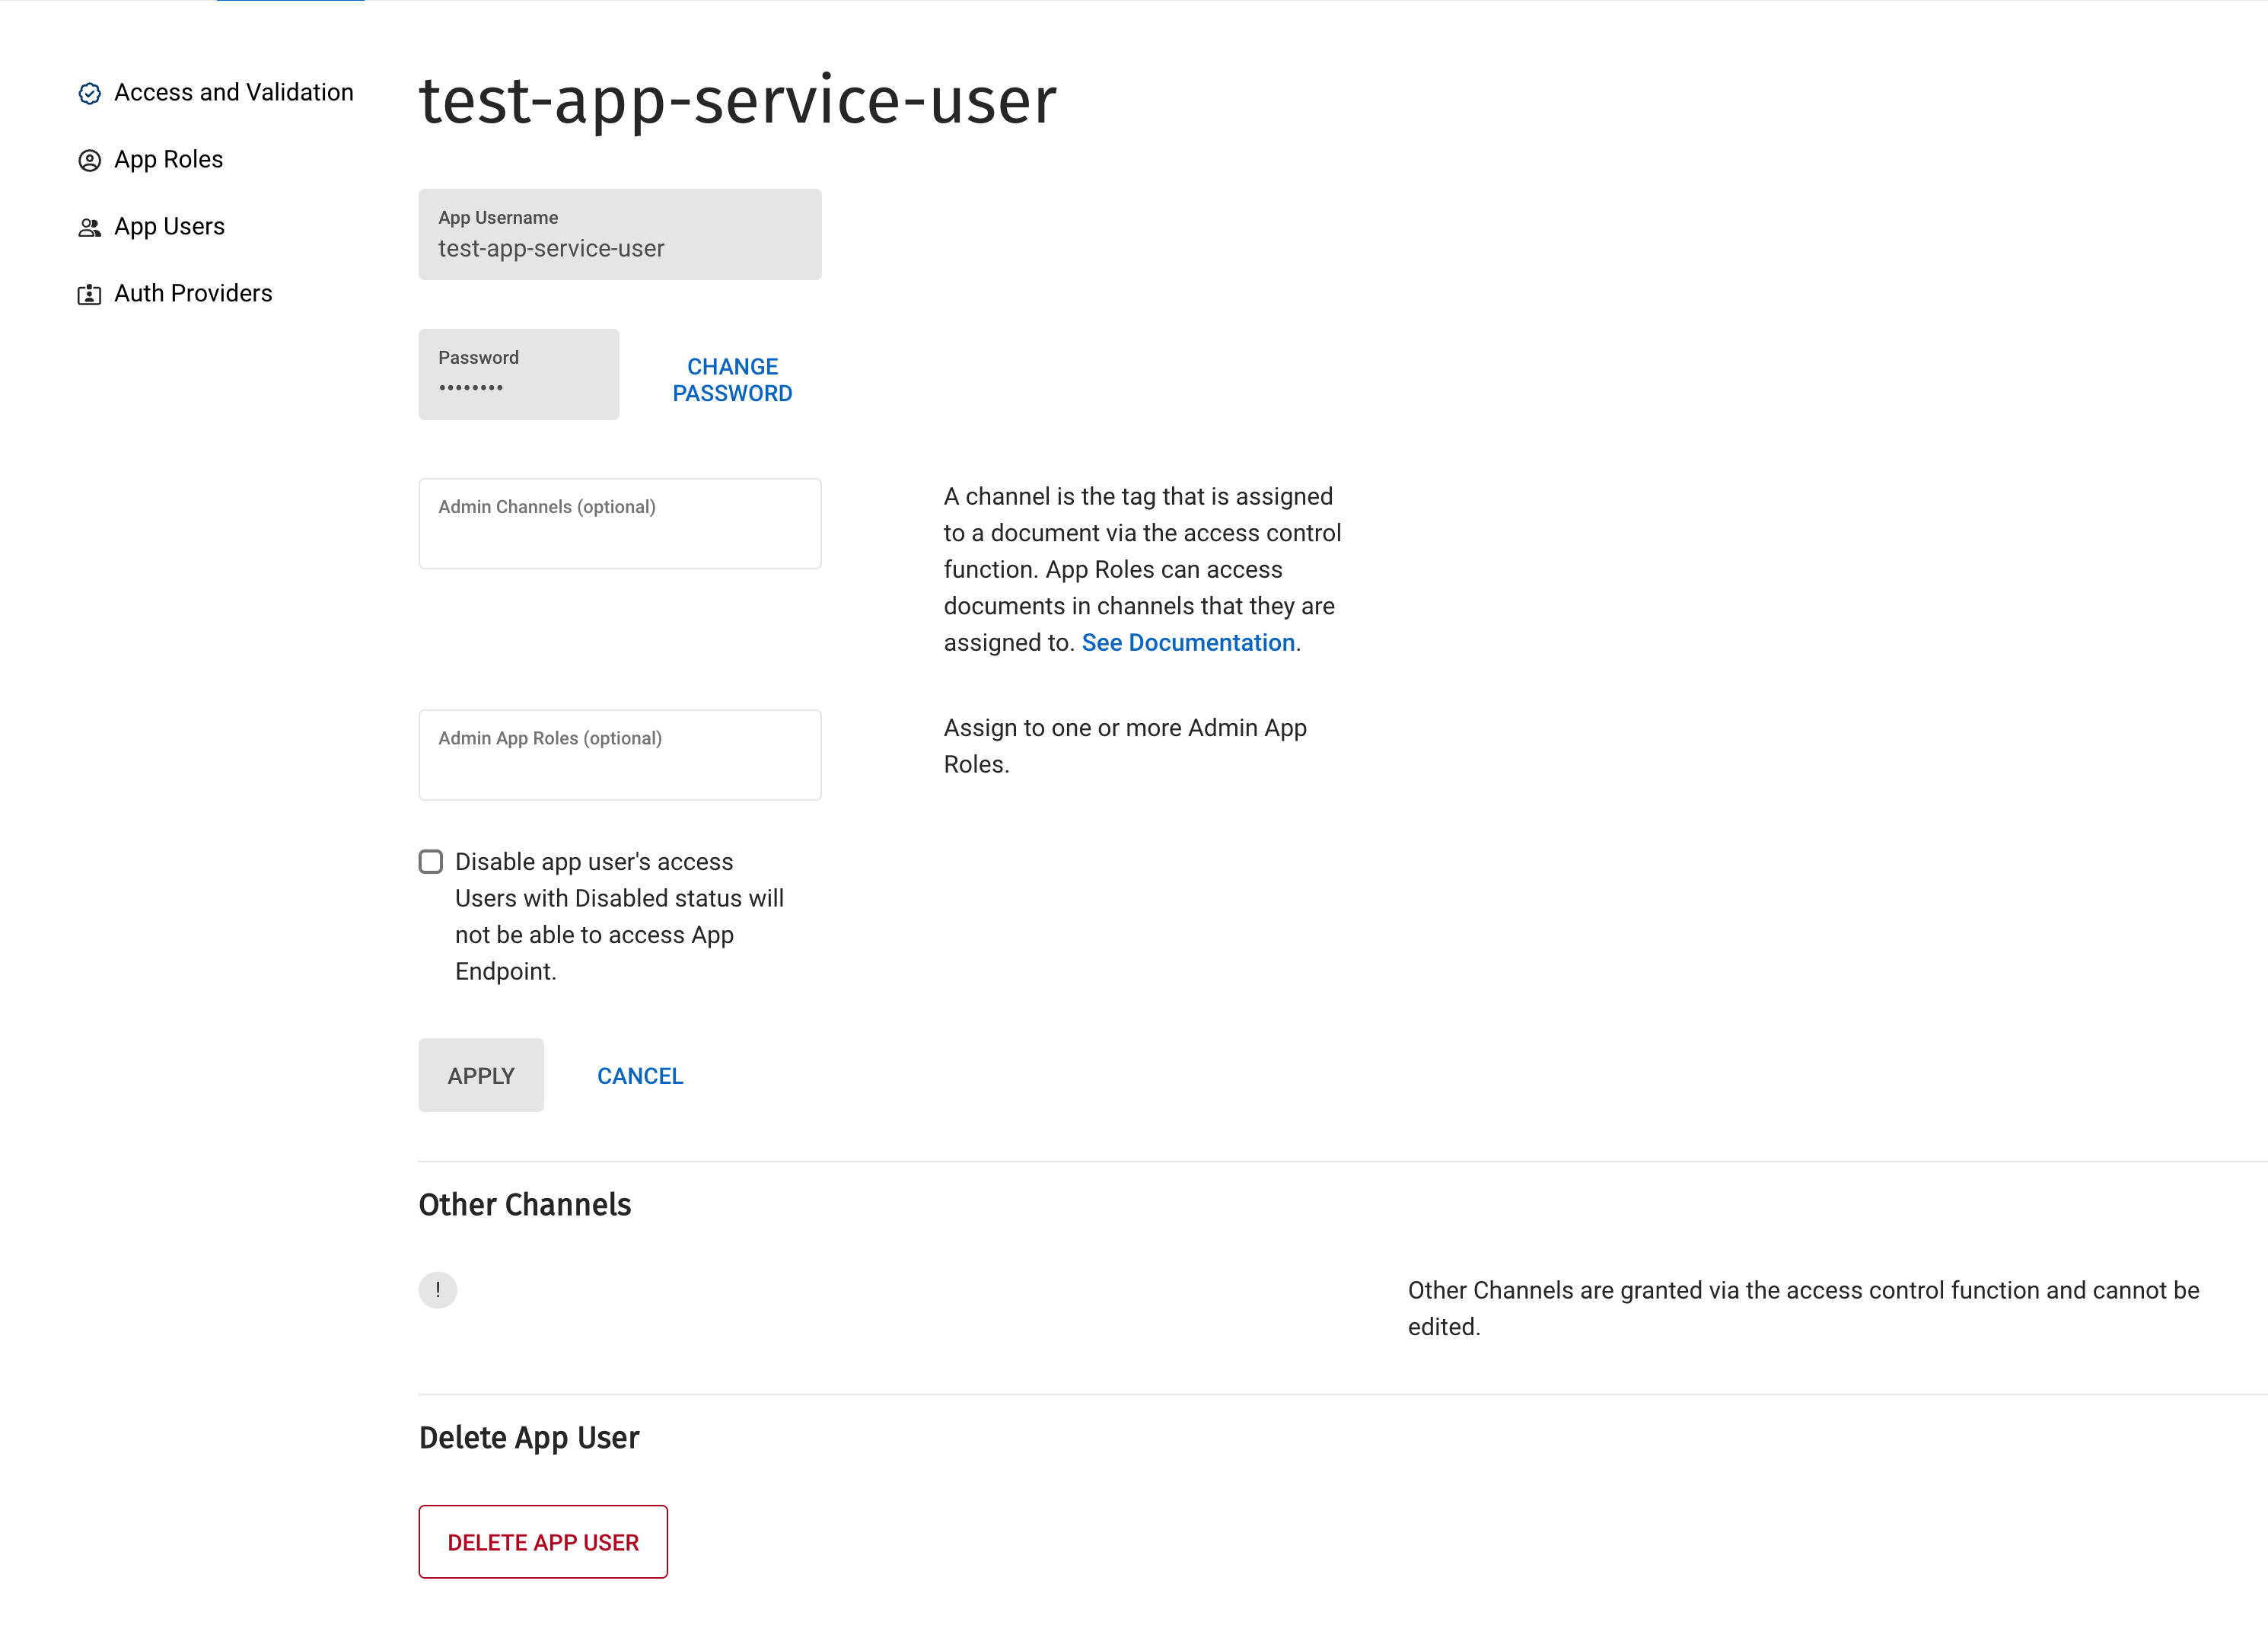 Access and Validation
App Roles
App Users
Auth Providers
test-app-service-user
App Username
test-app-service-user
Password
••••••••
CHANGE
PASSWORD
Admin Channels (optional)
A channel is the tag that is assigned
to a document via the access control
function. App Roles can access
documents in channels that they are
assigned to. See Documentation.
Admin App Roles (optional)
Assign to one or more Admin App
Roles.
Disable app user's access
Users with Disabled status will
not be able to access App
Endpoint.
APPLY
CANCEL
Other Channels
!
Other Channels are granted via the access control function and cannot be
edited.
Delete App User
DELETE APP USER